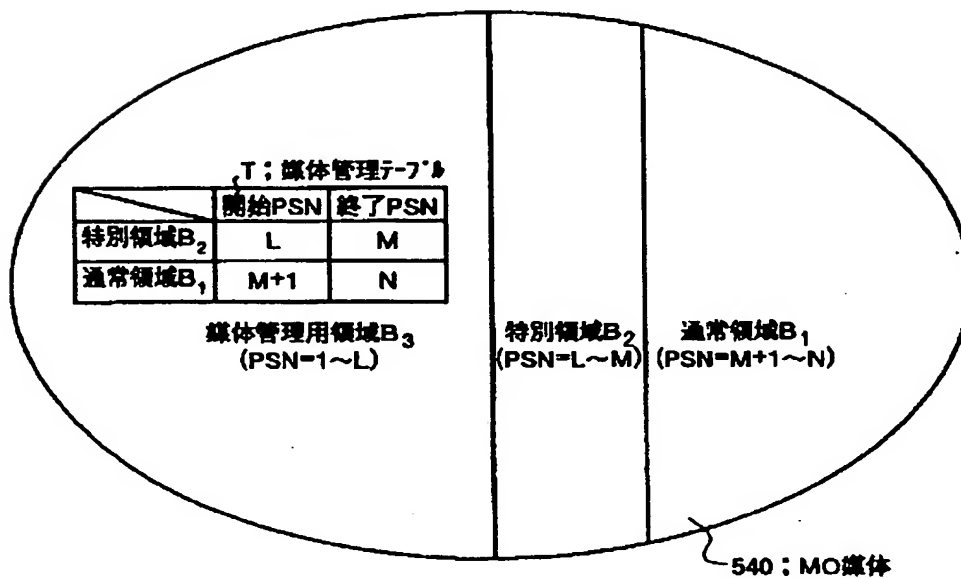 T；媒体管理テーブル
開始PSN 終了PSN
特別領域B₂ L M
通常領域B₁ M+1 N
媒体管理用領域B₃
(PSN=1～L)
特別領域B₂
(PSN=L～M)
通常領域B₁
(PSN=M+1～N)
540；MO媒体